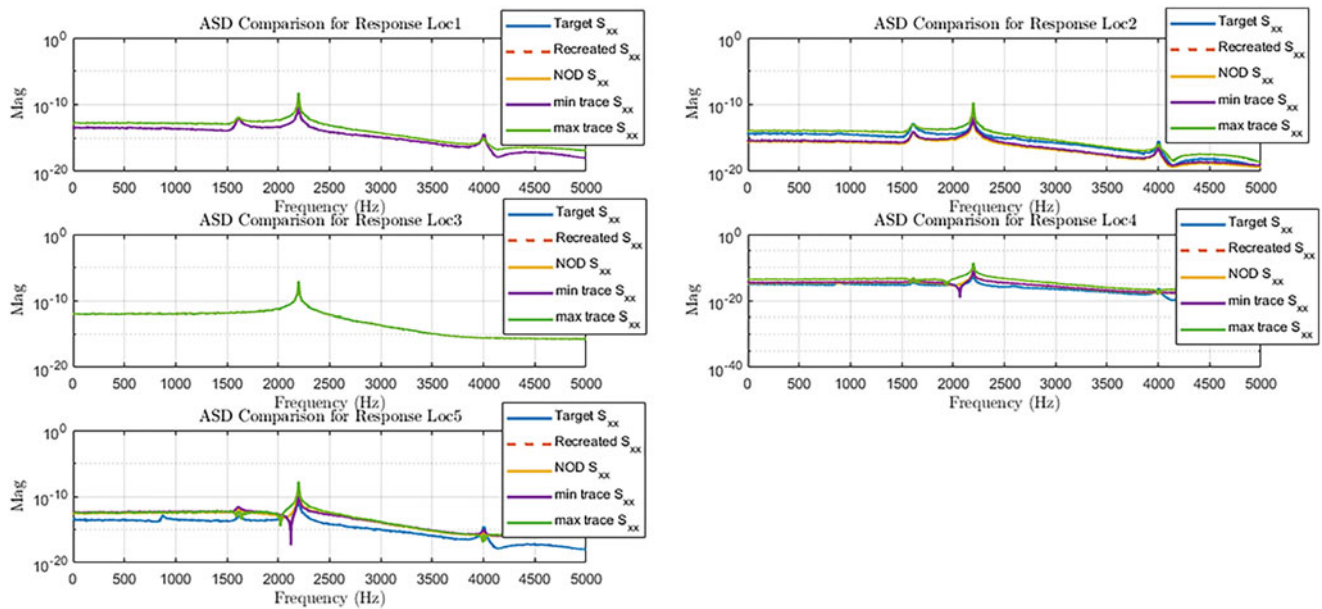 ASD Comparison for Response Loc1
Mag
10^0
10^-10
10^-20
0 500 1000 1500 2000 2500 3000 3500 4000 4500 5000
Frequency (Hz)
Target S_xx
Recreated S_xx
NOD S_xx
min trace S_xx
max trace S_xx
ASD Comparison for Response Loc2
Mag
10^0
10^-10
10^-20
0 500 1000 1500 2000 2500 3000 3500 4000 4500 5000
Frequency (Hz)
Target S_xx
Recreated S_xx
NOD S_xx
min trace S_xx
max trace S_xx
ASD Comparison for Response Loc3
Mag
10^0
10^-10
10^-20
0 500 1000 1500 2000 2500 3000 3500 4000 4500 5000
Frequency (Hz)
Target S_xx
Recreated S_xx
NOD S_xx
min trace S_xx
max trace S_xx
ASD Comparison for Response Loc4
Mag
10^0
10^-20
10^-40
0 500 1000 1500 2000 2500 3000 3500 4000 4500 5000
Frequency (Hz)
Target S_xx
Recreated S_xx
NOD S_xx
min trace S_xx
max trace S_xx
ASD Comparison for Response Loc5
Mag
10^0
10^-10
10^-20
0 500 1000 1500 2000 2500 3000 3500 4000 4500 5000
Frequency (Hz)
Target S_xx
Recreated S_xx
NOD S_xx
min trace S_xx
max trace S_xx